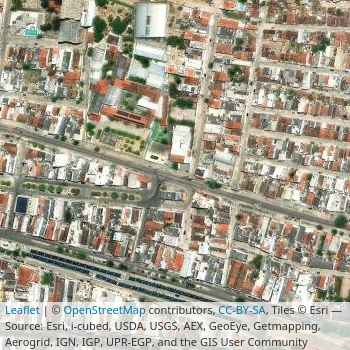 Leaflet | © OpenStreetMap contributors, CC-BY-SA, Tiles © Esri —
Source: Esri, i-cubed, USDA, USGS, AEX, GeoEye, Getmapping,
Aerogrid, IGN, IGP, UPR-EGP, and the GIS User Community